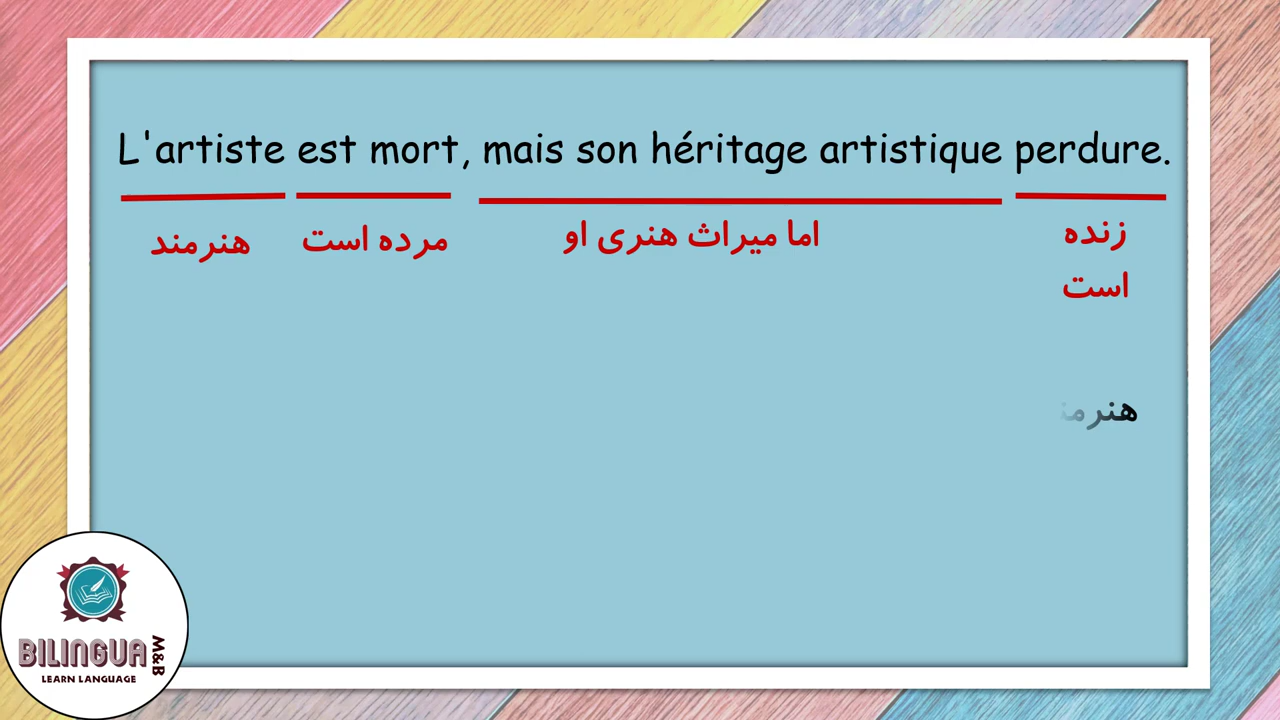 L'artiste est mort, mais son héritage artistique perdure.
هنرمند
مرده است
اما میراث هنری او
زنده
است
BILINGUA
M&B
LEARN LANGUAGE